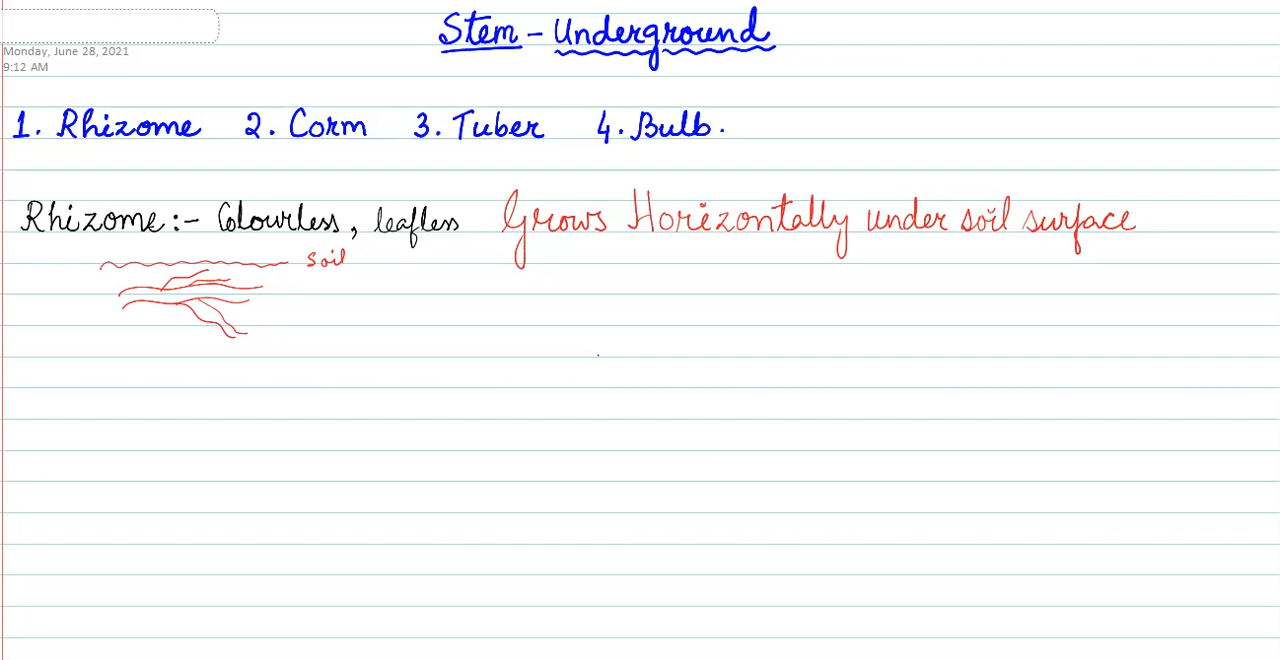 Stem - Underground
Monday, June 28, 2021
9:12 AM
1. Rhizome 2. Corm 3. Tuber 4. Bulb.
Rhizome :- Colourless, leafless Grows Horizontally under soil surface
soil